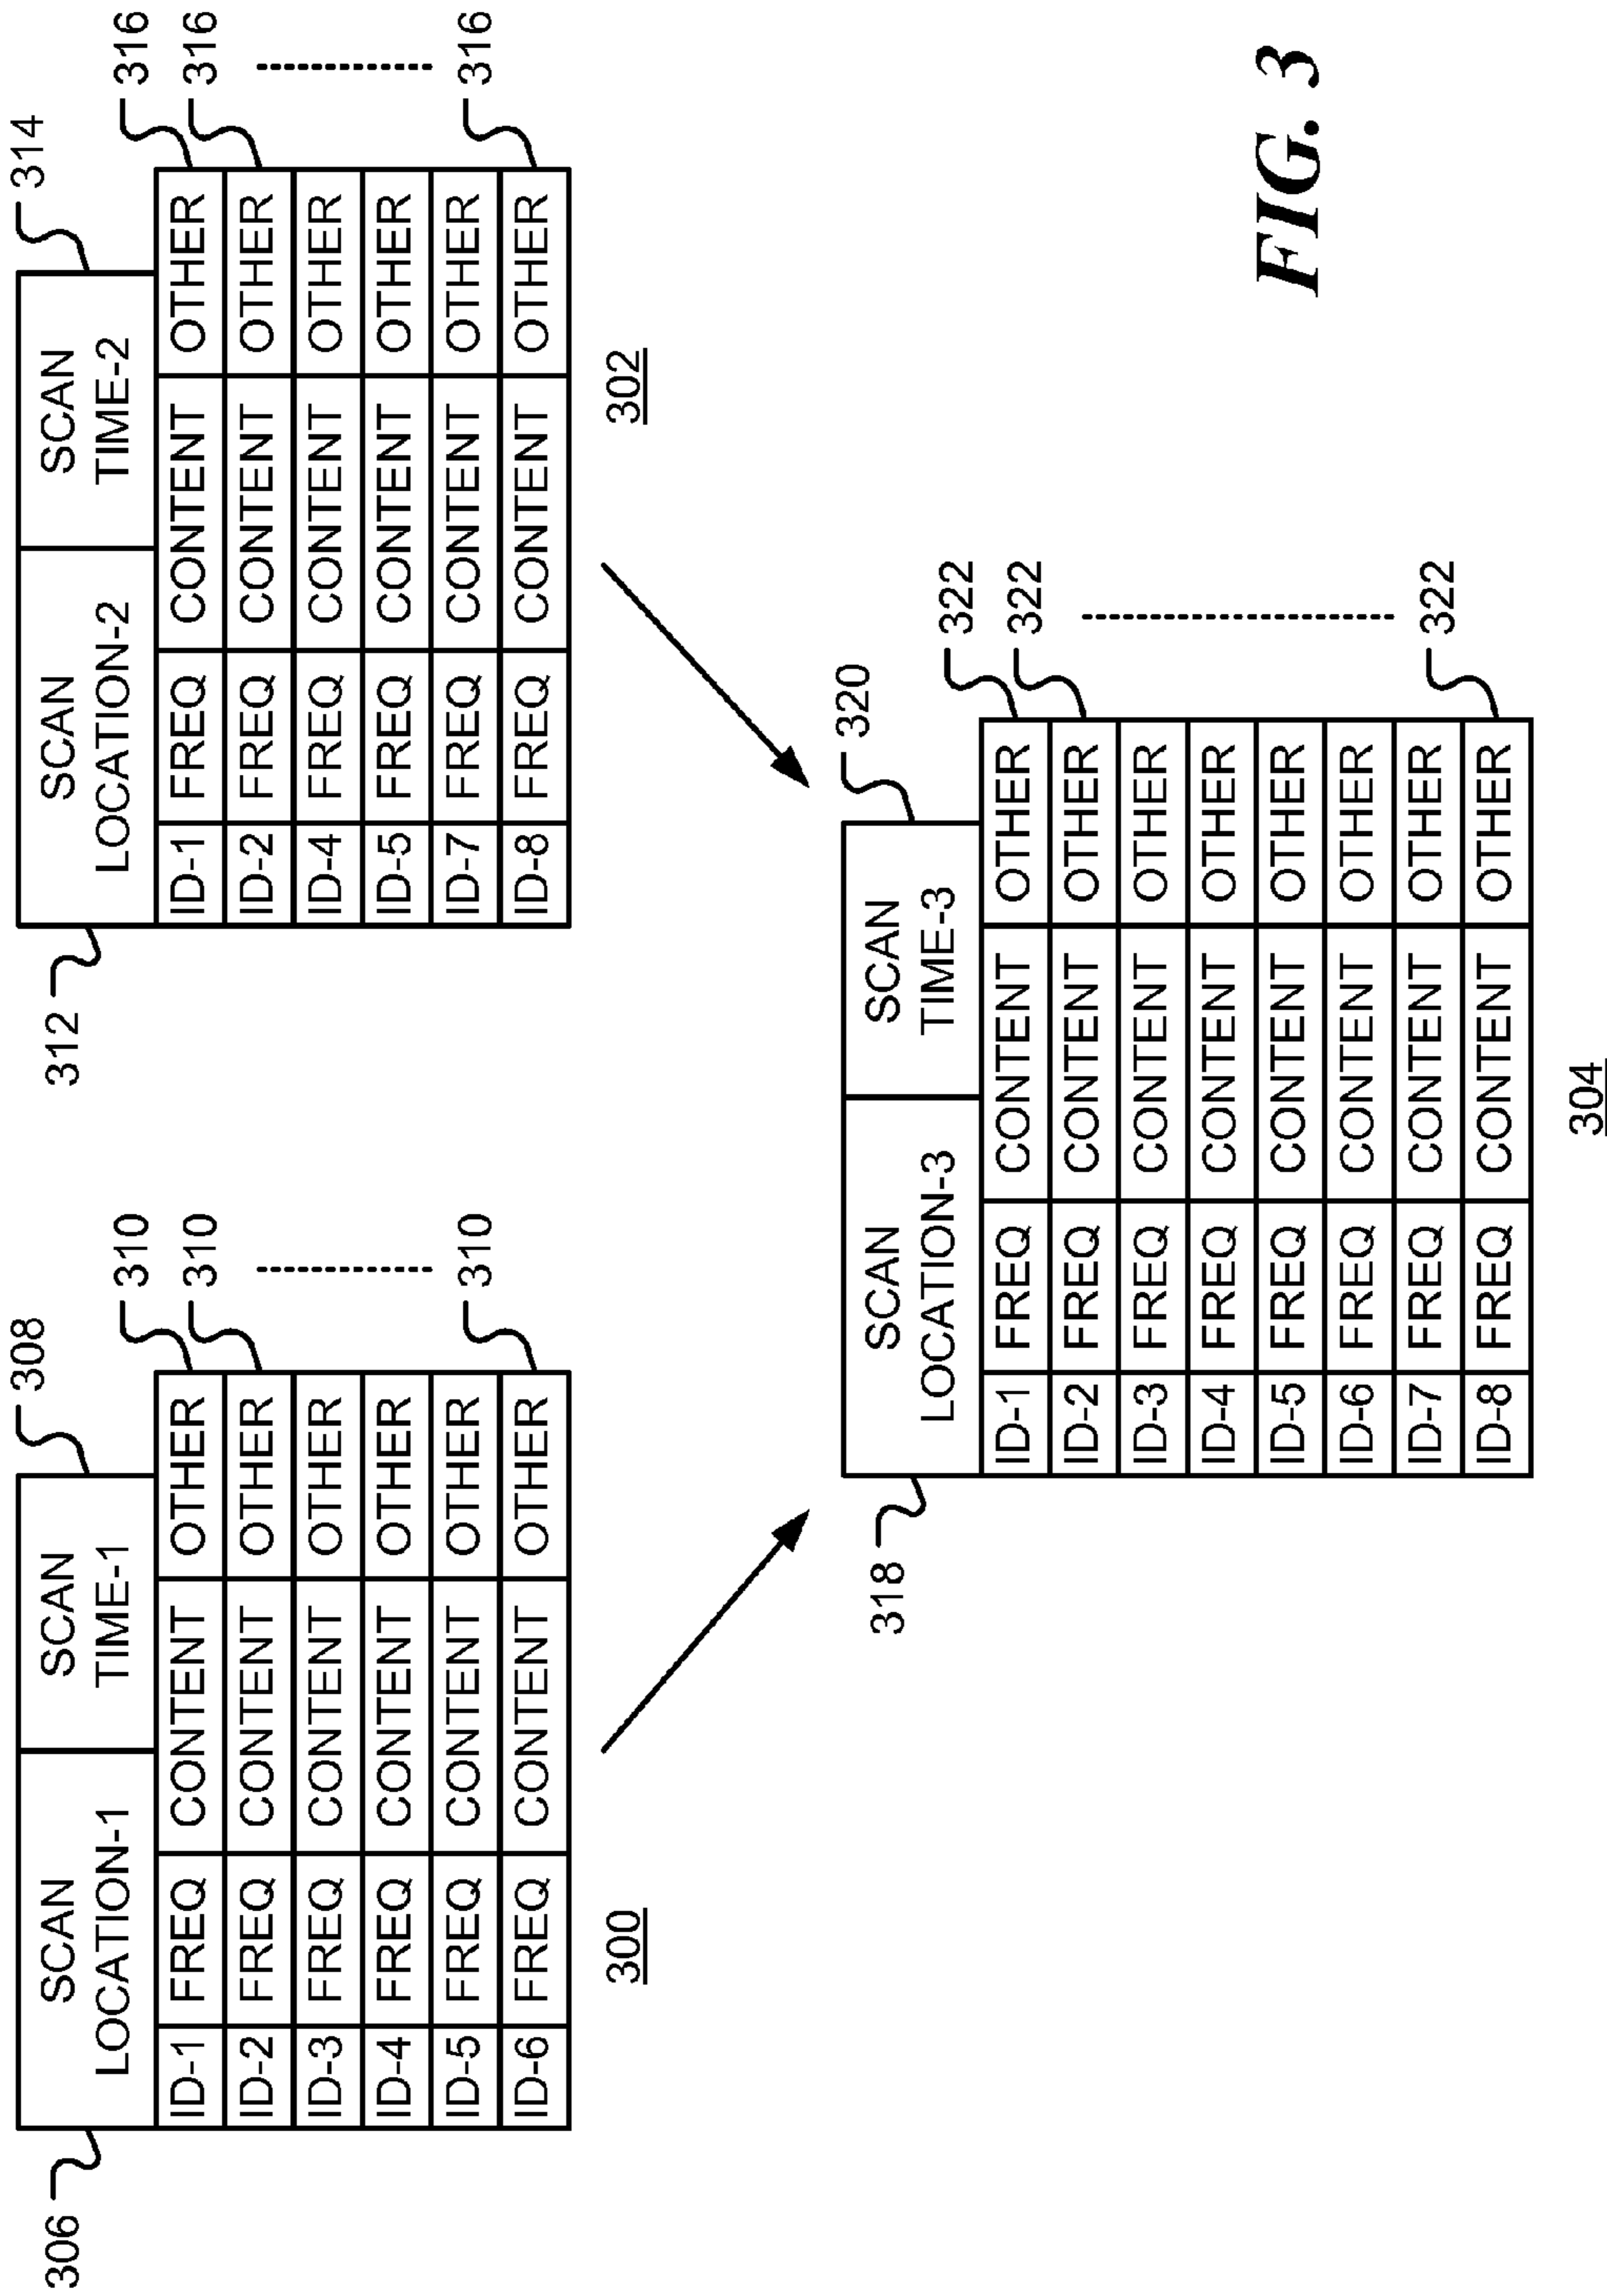 306
SCAN LOCATION-1
SCAN TIME-1
308
ID-1 FREQ CONTENT OTHER 310
ID-2 FREQ CONTENT OTHER 310
ID-3 FREQ CONTENT OTHER
ID-4 FREQ CONTENT OTHER
ID-5 FREQ CONTENT OTHER
ID-6 FREQ CONTENT OTHER 310
300
312
SCAN LOCATION-2
SCAN TIME-2
314
ID-1 FREQ CONTENT OTHER 316
ID-2 FREQ CONTENT OTHER 316
ID-4 FREQ CONTENT OTHER
ID-5 FREQ CONTENT OTHER
ID-7 FREQ CONTENT OTHER
ID-8 FREQ CONTENT OTHER 316
302
318
SCAN LOCATION-3
SCAN TIME-3
320
ID-1 FREQ CONTENT OTHER 322
ID-2 FREQ CONTENT OTHER 322
ID-3 FREQ CONTENT OTHER
ID-4 FREQ CONTENT OTHER
ID-5 FREQ CONTENT OTHER
ID-6 FREQ CONTENT OTHER
ID-7 FREQ CONTENT OTHER
ID-8 FREQ CONTENT OTHER 322
304
FIG. 3